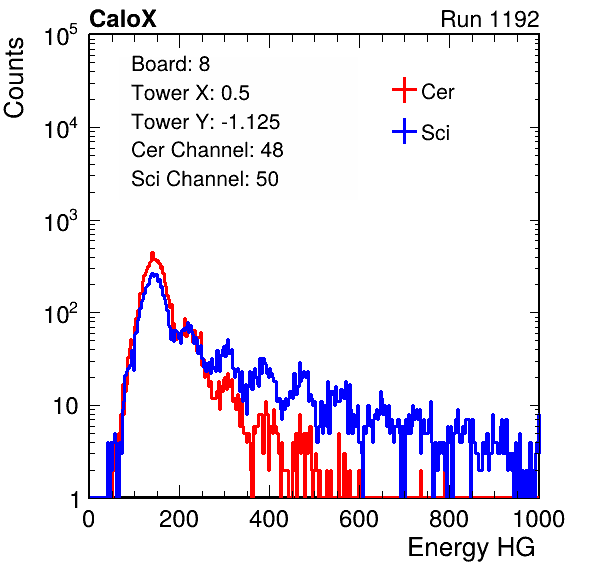 CaloX Run 1192
Counts
Board: 8
Tower X: 0.5
Tower Y: -1.125
Cer Channel: 48
Sci Channel: 50
Cer
Sci
10^5
10^4
10^3
10^2
10
1
0 200 400 600 800 1000
Energy HG